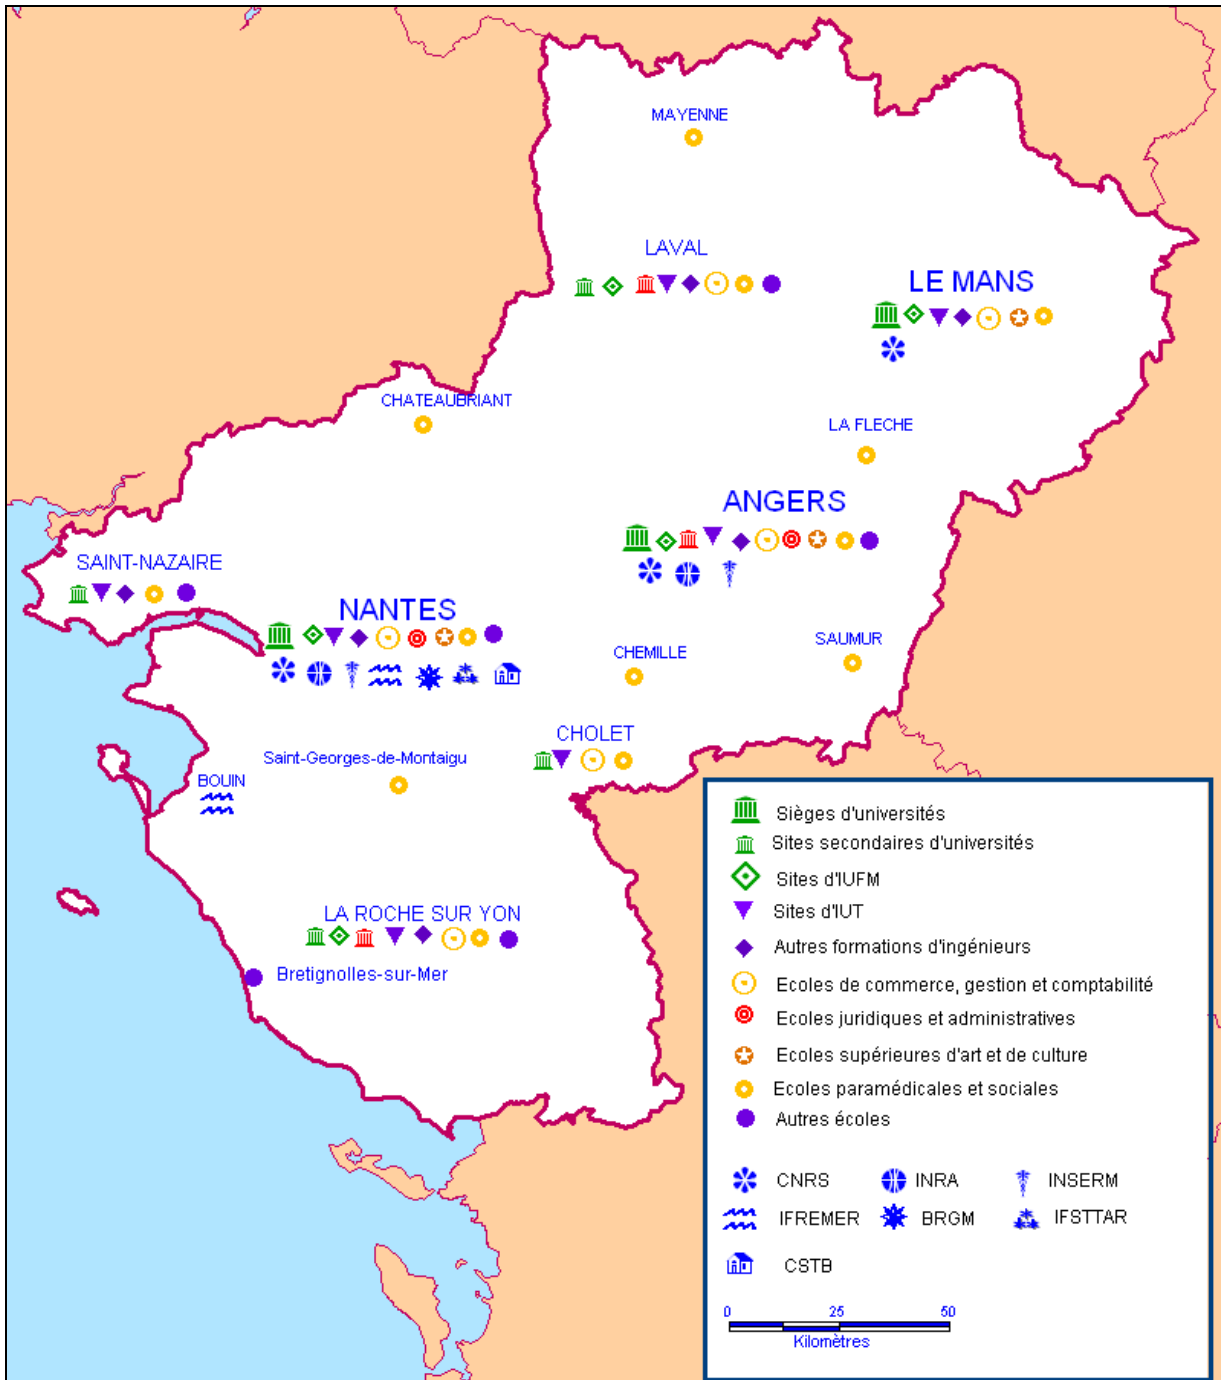 MAYENNE
LAVAL
LE MANS
CHATEAUBRIANT
LA FLECHE
ANGERS
SAINT-NAZAIRE
NANTES
CHEMILLE
SAUMUR
CHOLET
Saint-Georges-de-Montaigu
BOUIN
LA ROCHE SUR YON
Bretignolles-sur-Mer
Sièges d'universités
Sites secondaires d'universités
Sites d'IUFM
Sites d'IUT
Autres formations d'ingénieurs
Ecoles de commerce, gestion et comptabilité
Ecoles juridiques et administratives
Ecoles supérieures d'art et de culture
Ecoles paramédicales et sociales
Autres écoles
CNRS INRA INSERM
IFREMER BRGM IFSTTAR
CSTB
0 25 50
Kilomètres